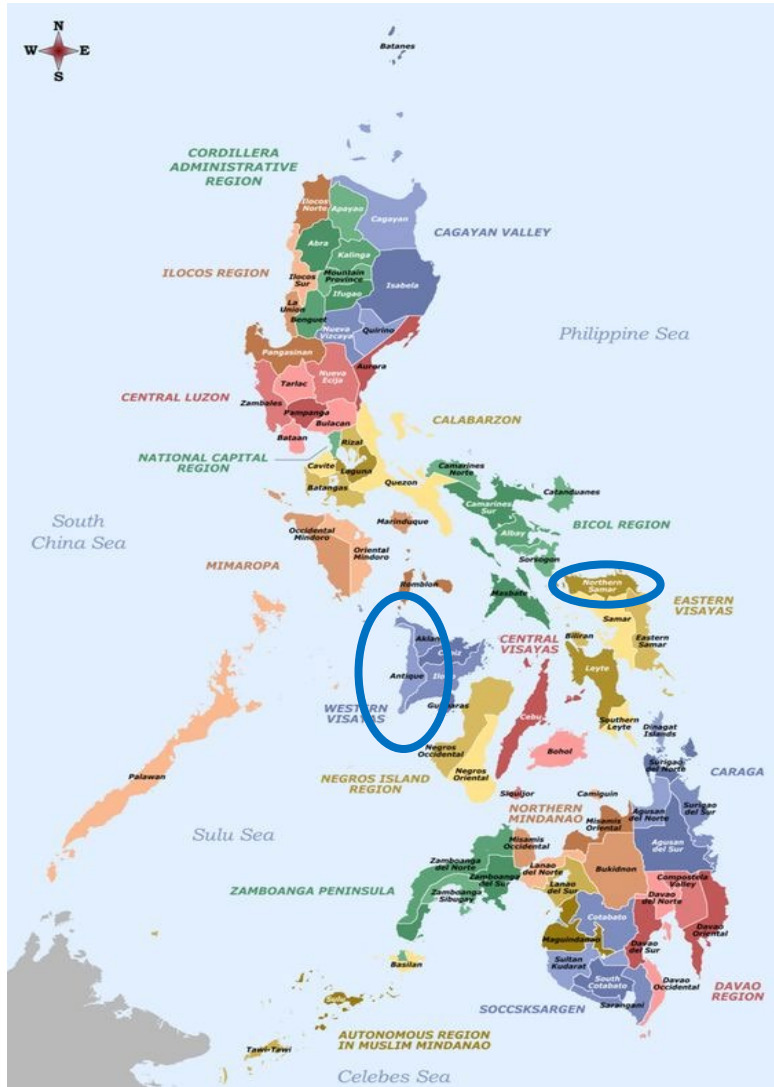 N
W E
S
Batanes
CORDILLERA
ADMINISTRATIVE
REGION
Ilocos
Norte
Apayao
Cagayan
CAGAYAN VALLEY
Abra
Kalinga
ILOCOS REGION
Ilocos
Sur
Mountain
Province
Isabela
Ifugao
La
Union
Benguet
Nueva
Vizcaya
Quirino
Philippine Sea
Pangasinan
Aurora
Nueva
Ecija
Tarlac
CENTRAL LUZON
Zambales
Pampanga
Bulacan
CALABARZON
Bataan
Rizal
NATIONAL CAPITAL
REGION
Cavite
Laguna
Camarines
Norte
Batangas
Quezon
Catanduanes
Camarines
Sur
South
China Sea
Marinduque
BICOL REGION
Occidental
Mindoro
Oriental
Mindoro
Albay
Sorsogon
MIMAROPA
Romblon
Masbate
Northern
Samar
EASTERN
VISAYAS
Samar
Aklan
CENTRAL
VISAYAS
Biliran
Eastern
Samar
Capiz
Antique
Iloilo
Leyte
WESTERN
VISAYAS
Guimaras
Cebu
Southern
Leyte
Dinagat
Islands
Negros
Occidental
Bohol
Surigao
del Norte
CARAGA
Palawan
NEGROS ISLAND
REGION
Negros
Oriental
Siquijor
Camiguin
Surigao
del Sur
NORTHERN
MINDANAO
Agusan
del Norte
Misamis
Oriental
Sulu Sea
Misamis
Occidental
Agusan
del Sur
Zamboanga
del Norte
Lanao
del Norte
Bukidnon
Zamboanga
del Sur
Compostela
Valley
ZAMBOANGA PENINSULA
Zamboanga
Sibugay
Lanao
del Sur
Davao
del Norte
Cotabato
Davao
Oriental
Maguindanao
Davao
del Sur
Basilan
Sultan
Kudarat
South
Cotabato
Davao
Occidental
DAVAO
REGION
Sulu
SOCCSKSARGEN
Sarangani
AUTONOMOUS REGION
IN MUSLIM MINDANAO
Tawi-Tawi
Celebes Sea